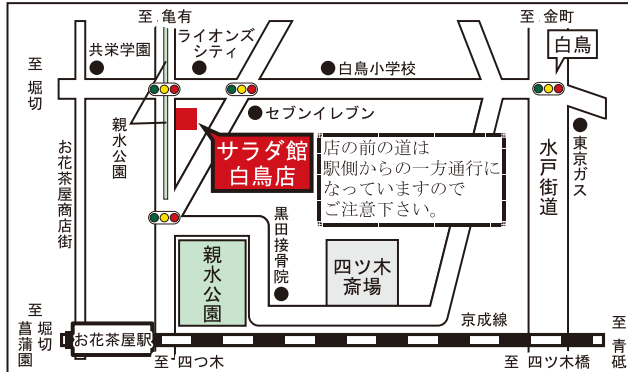 至 亀有
至 金町
共栄学園
ライオンズ
シティ
白鳥
至 堀切
白鳥小学校
セブンイレブン
親水公園
サラダ館
白鳥店
店の前の道は
駅側からの一方通行に
なっていますので
ご注意下さい。
お花茶屋商店街
水戸街道
東京ガス
黒田接骨院
親水公園
四ツ木
斎場
京成線
至 堀切
菖蒲園
お花茶屋駅
至 四つ木
至 四ツ木橋
至 青砥